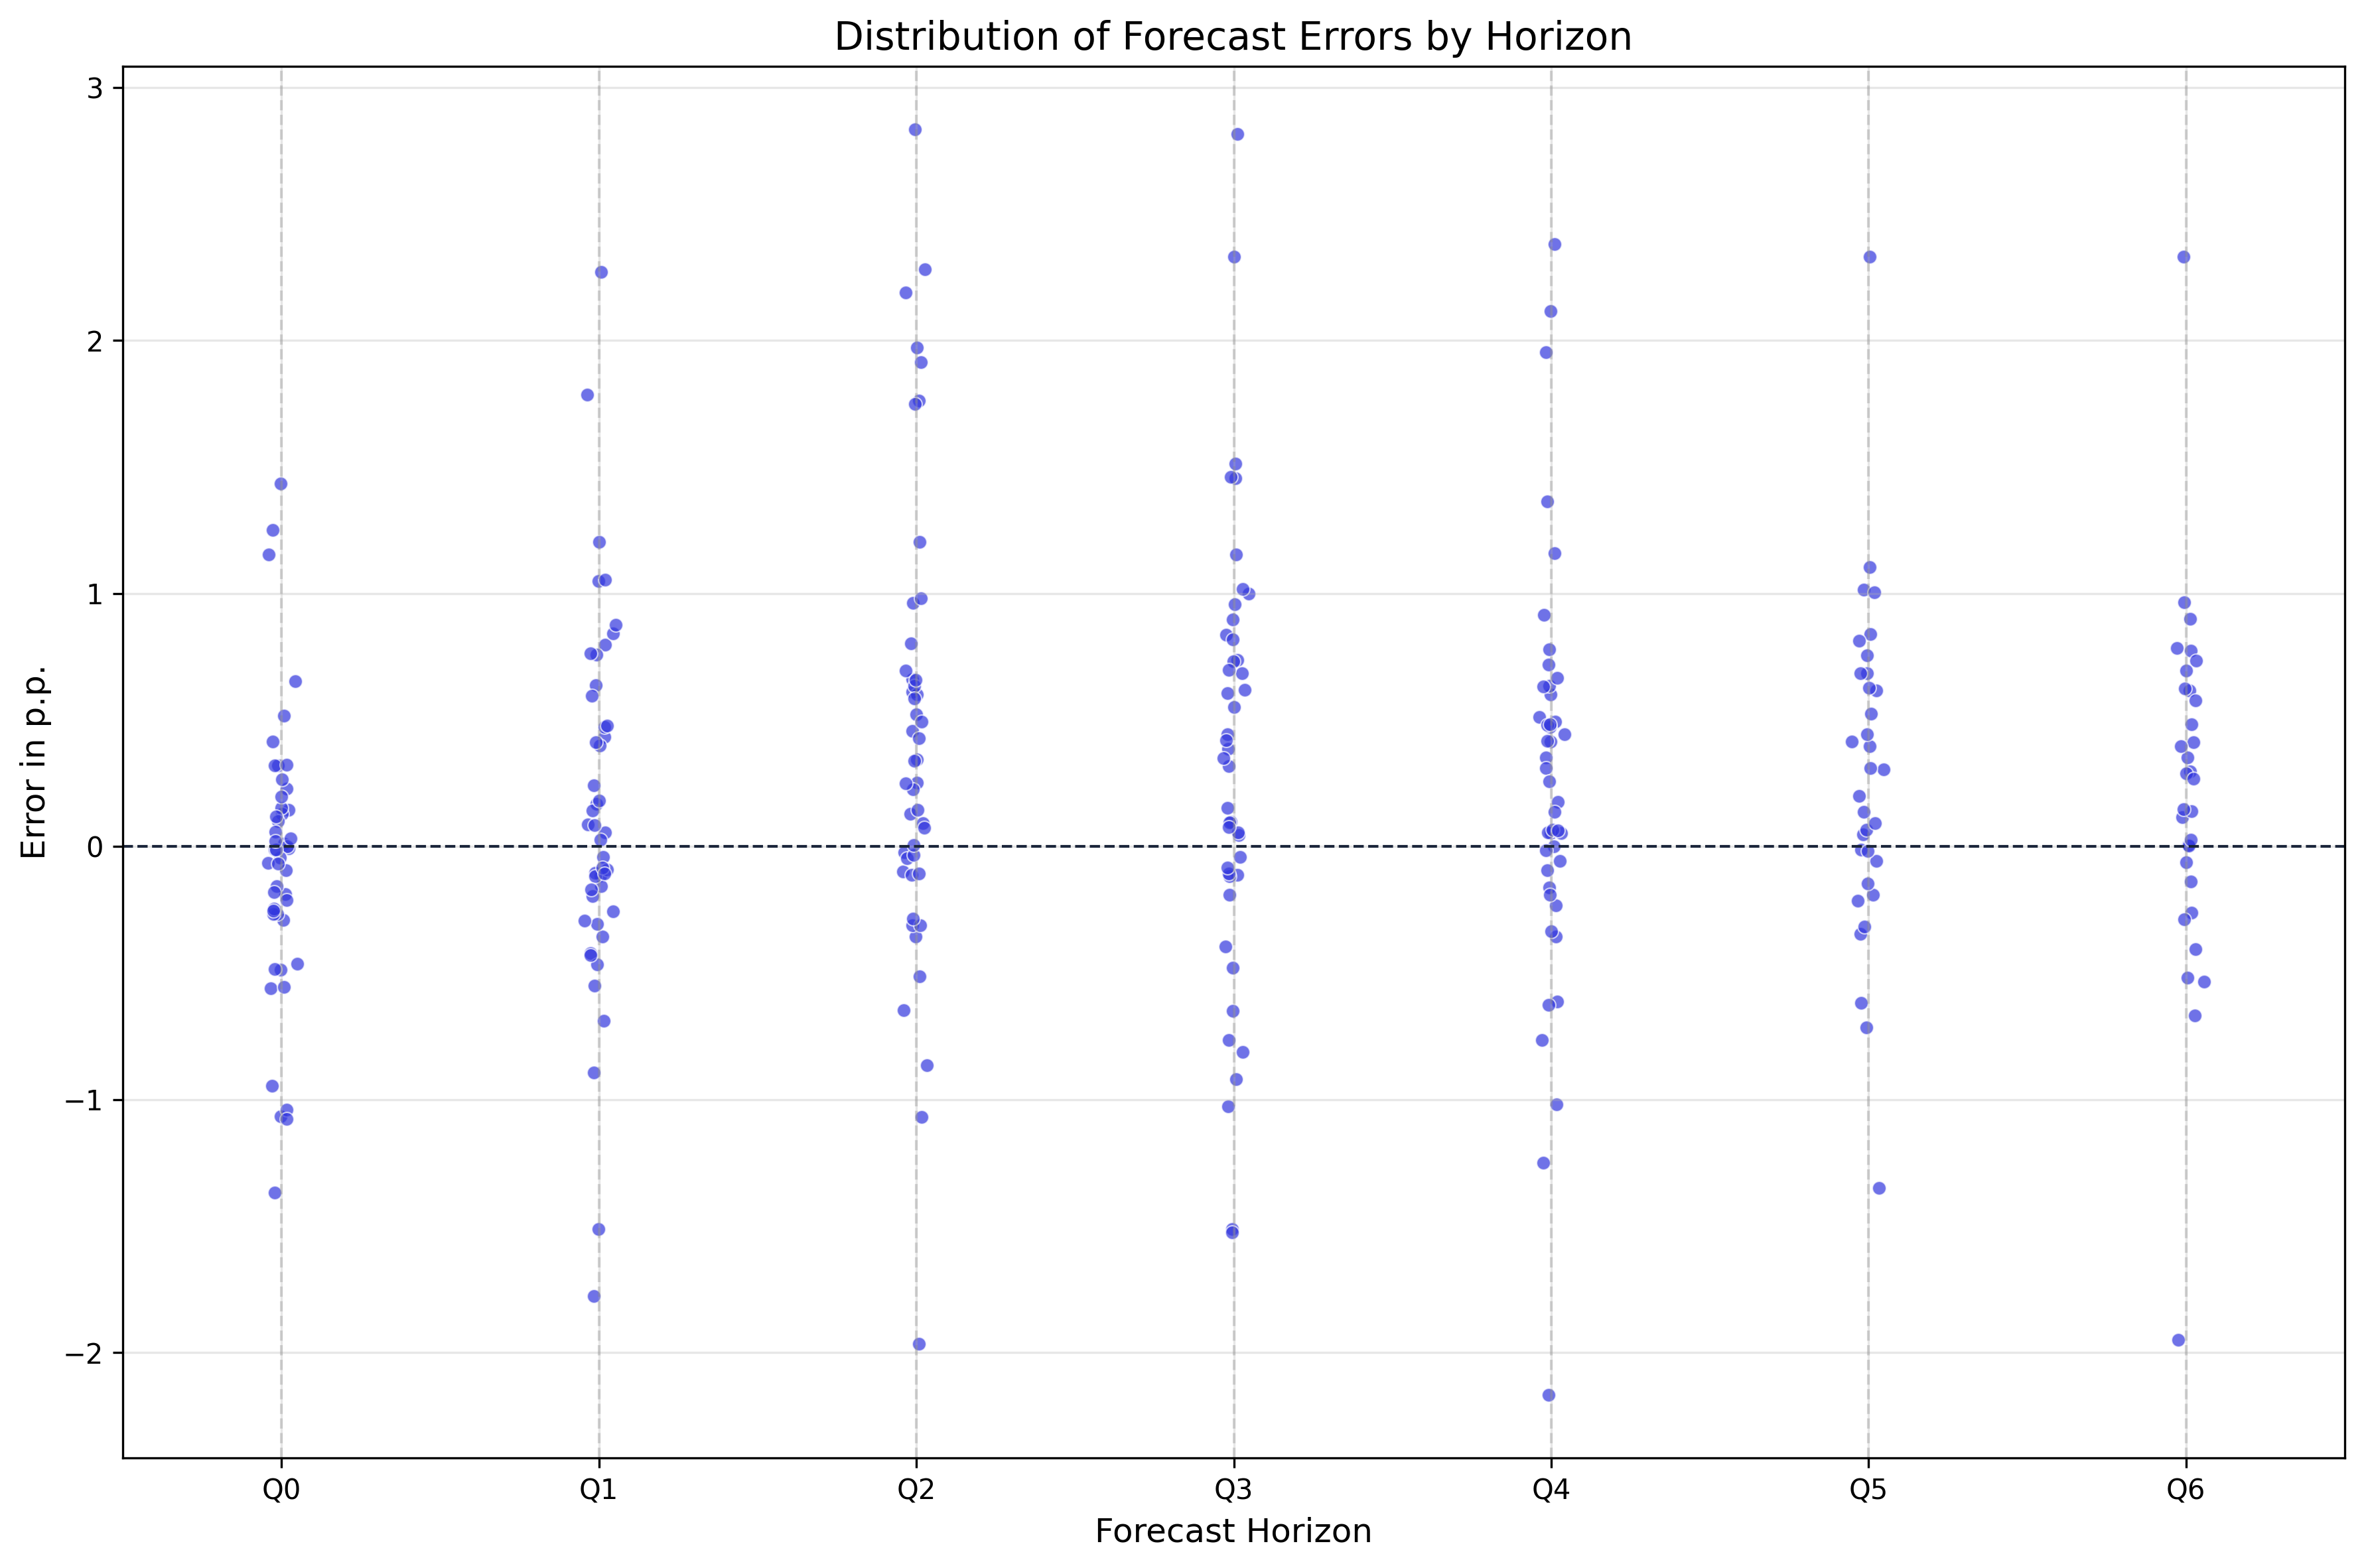 Distribution of Forecast Errors by Horizon
Error in p.p.
3
2
1
0
−1
−2
Q0 Q1 Q2 Q3 Q4 Q5 Q6
Forecast Horizon